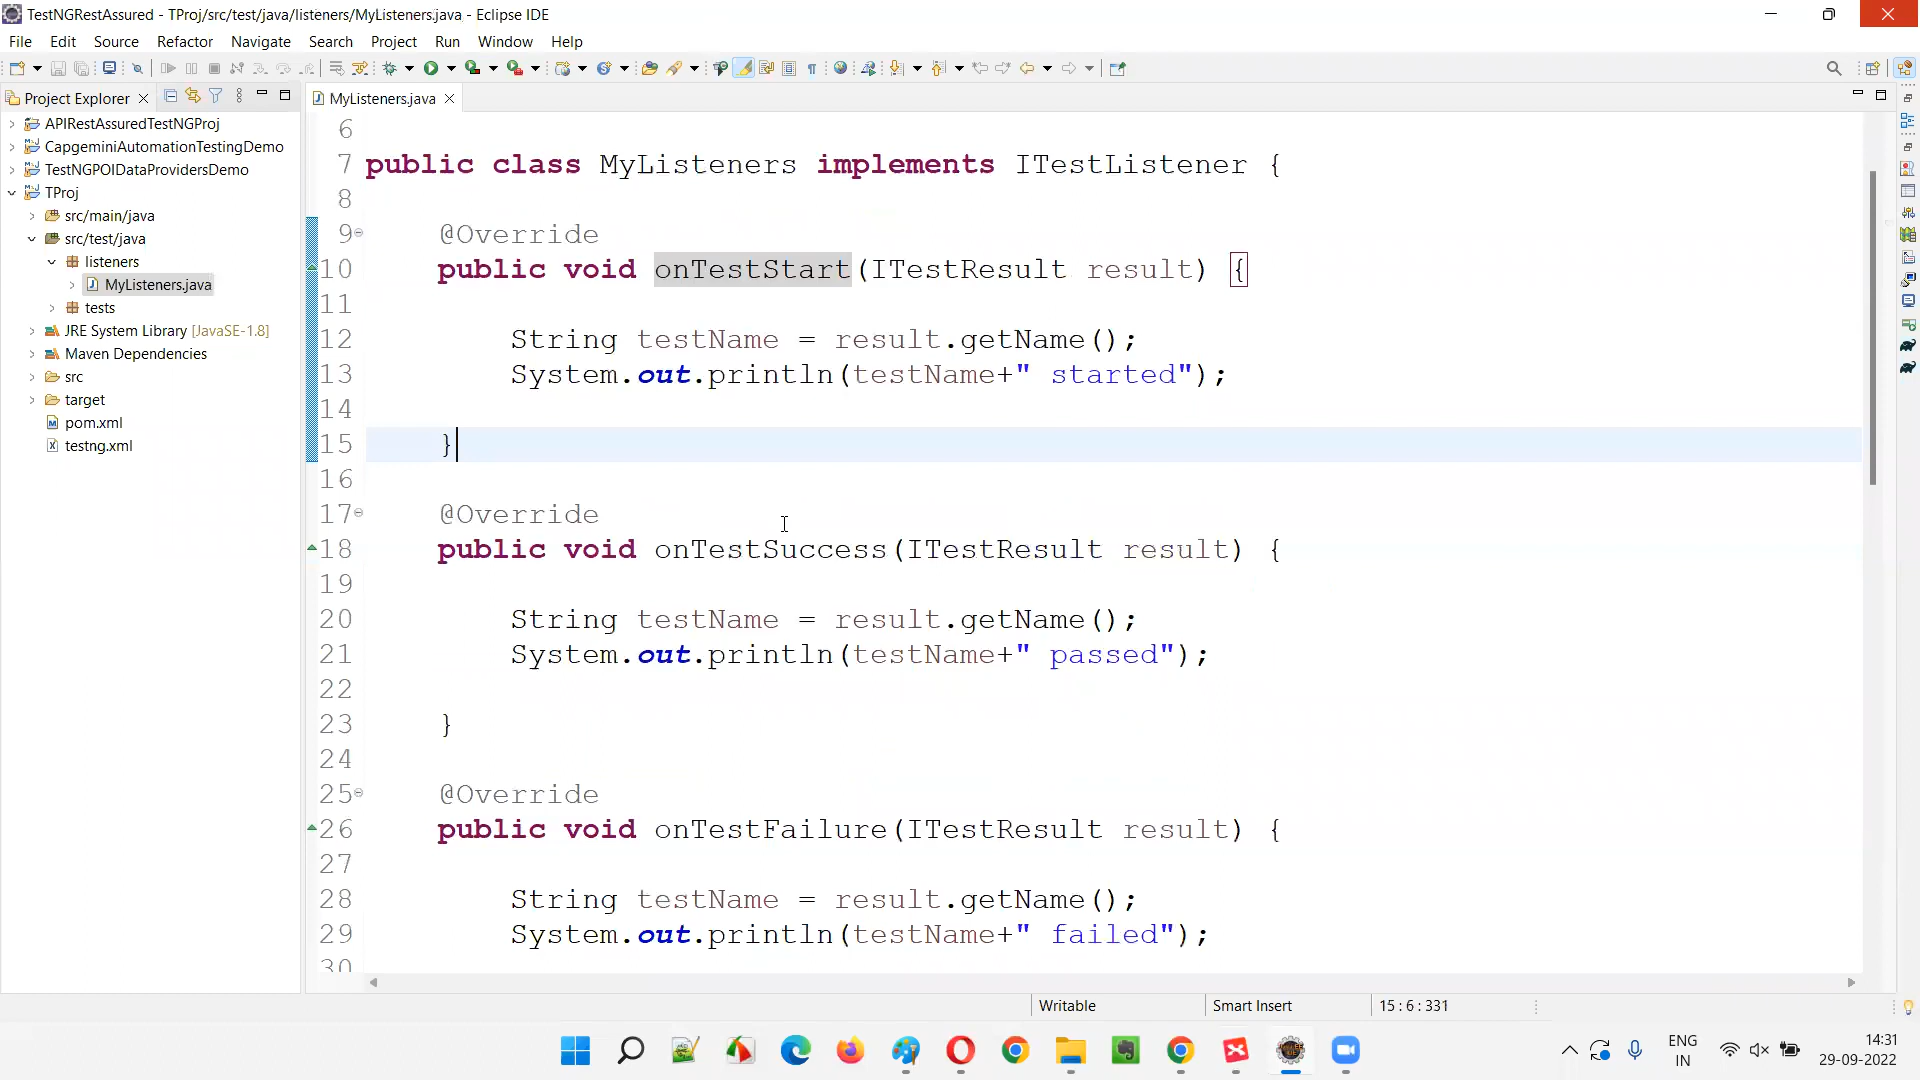 TestNGRestAssured - TProj/src/test/java/listeners/MyListeners.java - Eclipse IDE
File Edit Source Refactor Navigate Search Project Run Window Help
Project Explorer
MyListeners.java
APIRestAssuredTestNGProj
CapgeminiAutomationTestingDemo
TestNGPOIDataProvidersDemo
TProj
src/main/java
src/test/java
listeners
MyListeners.java
tests
JRE System Library [JavaSE-1.8]
Maven Dependencies
src
target
pom.xml
testng.xml
6
7 public class MyListeners implements ITestListener {
8
9 @Override
10 public void onTestStart(ITestResult result) {
11
12 String testName = result.getName();
13 System.out.println(testName+" started");
14
15 }
16
17 @Override
18 public void onTestSuccess(ITestResult result) {
19
20 String testName = result.getName();
21 System.out.println(testName+" passed");
22
23 }
24
25 @Override
26 public void onTestFailure(ITestResult result) {
27
28 String testName = result.getName();
29 System.out.println(testName+" failed");
30
Writable Smart Insert 15 : 6 : 331
ENG
IN
14:31
29-09-2022